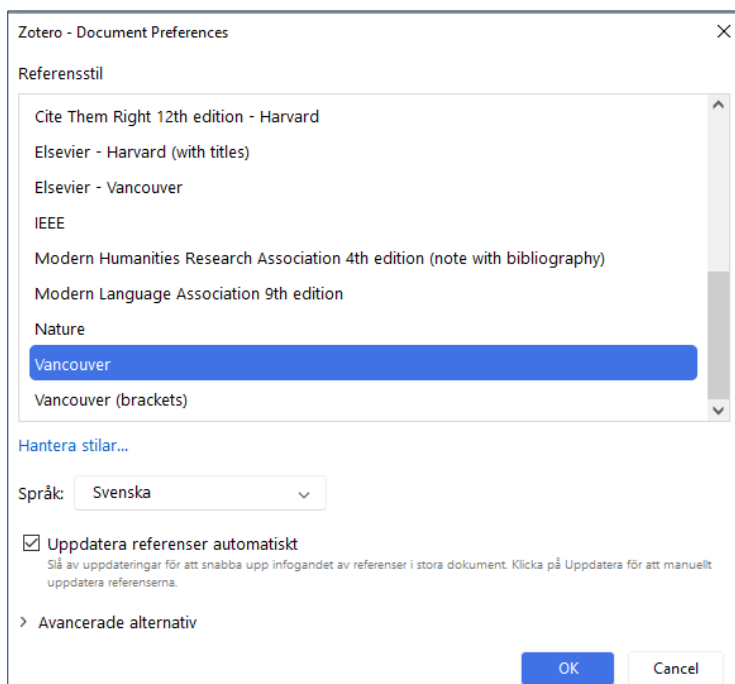 Zotero - Document Preferences
Referensstil
Cite Them Right 12th edition - Harvard
Elsevier - Harvard (with titles)
Elsevier - Vancouver
IEEE
Modern Humanities Research Association 4th edition (note with bibliography)
Modern Language Association 9th edition
Nature
Vancouver
Vancouver (brackets)
Hantera stilar...
Språk: Svenska
Uppdatera referenser automatiskt
Slå av uppdateringar för att snabba upp infogandet av referenser i stora dokument. Klicka på Uppdatera för att manuellt
uppdatera referenserna.
Avancerade alternativ
OK Cancel